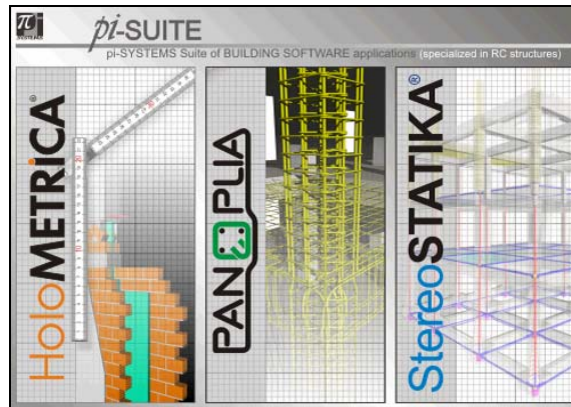 pi-SUITE
pi-SYSTEMS Suite of BUILDING SOFTWARE applications (specialized in RC structures)
HoloMETRICA®
PANOPLIA
StereoSTATIKA®